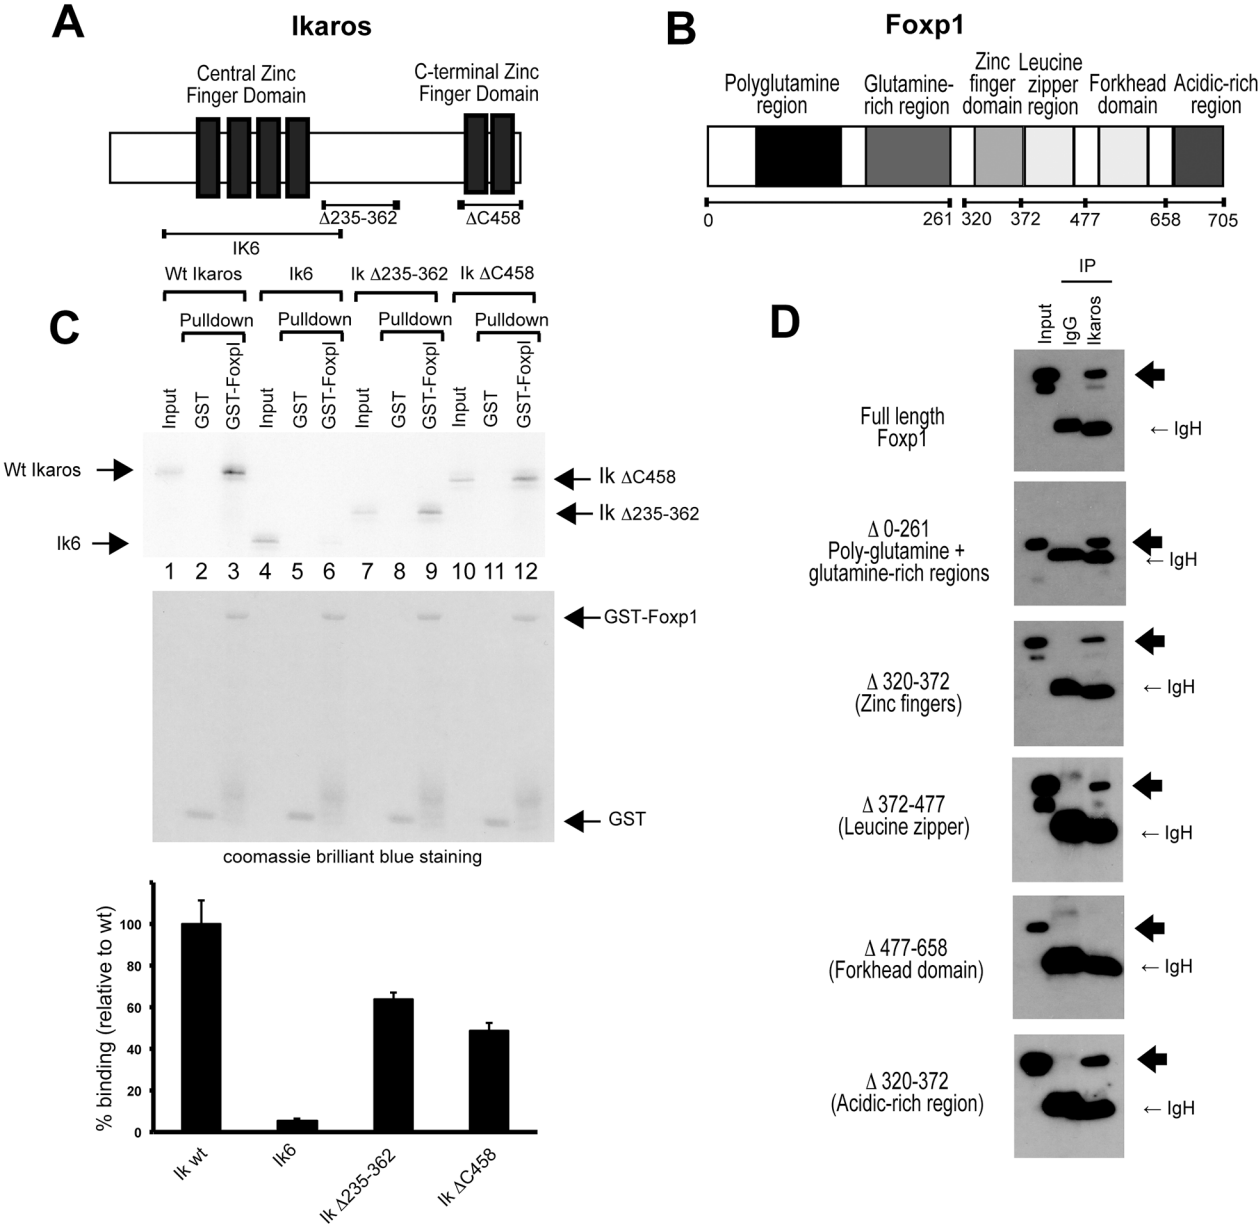 A
Ikaros
Central Zinc
Finger Domain
C-terminal Zinc
Finger Domain
Δ235-362
ΔC458
IK6
B
Foxp1
Polyglutamine
region
Glutamine-
rich region
Zinc
finger
domain
Leucine
zipper
region
Forkhead
domain
Acidic-rich
region
0
261
320
372
477
658
705
C
Wt Ikaros
Ik6
Ik Δ235-362
Ik ΔC458
Pulldown
Pulldown
Pulldown
Pulldown
Input
GST
GST-FoxpI
Input
GST
GST-FoxpI
Input
GST
GST-FoxpI
Input
GST
GST-FoxpI
Wt Ikaros
Ik6
Ik ΔC458
Ik Δ235-362
1 2 3 4 5 6 7 8 9 10 11 12
GST-Foxp1
GST
coomassie brilliant blue staining
% binding (relative to wt)
100
80
60
40
20
0
Ik wt
Ik6
Ik Δ235-362
Ik ΔC458
D
IP
Input
IgG
Ikaros
Full length
Foxp1
← IgH
Δ 0-261
Poly-glutamine +
glutamine-rich regions
← IgH
Δ 320-372
(Zinc fingers)
← IgH
Δ 372-477
(Leucine zipper)
← IgH
Δ 477-658
(Forkhead domain)
← IgH
Δ 320-372
(Acidic-rich region)
← IgH